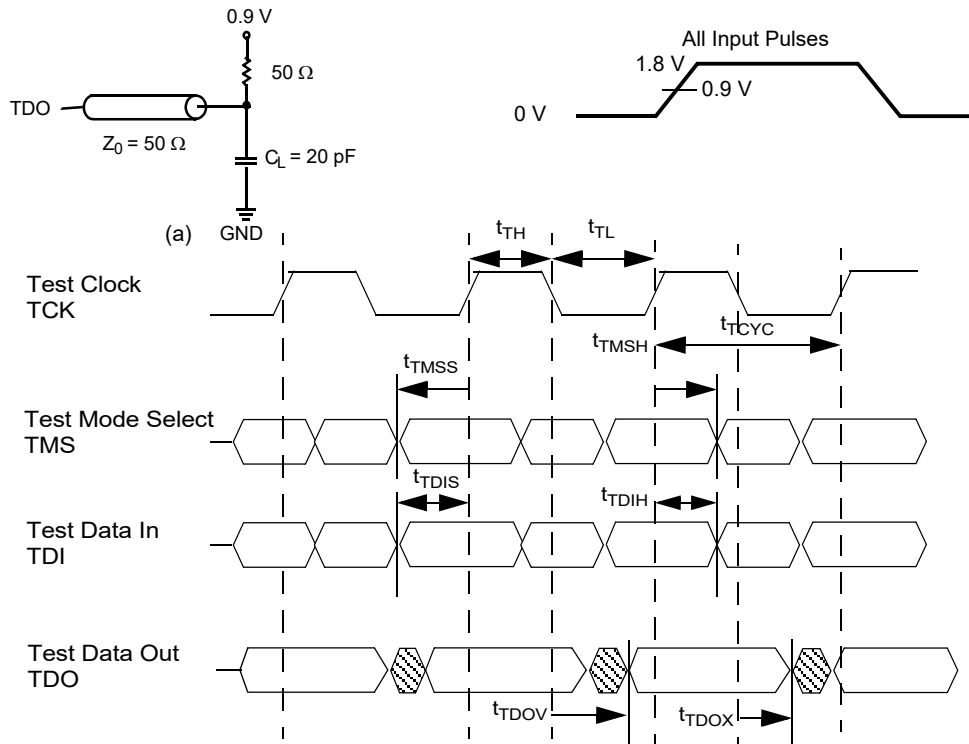 0.9 V
50 Ω
TDO
Z0 = 50 Ω
CL = 20 pF
(a) GND
All Input Pulses
1.8 V
0.9 V
0 V
tTH
tTL
Test Clock
TCK
tTCYC
tTMSH
tTMSS
Test Mode Select
TMS
tTDIS
tTDIH
Test Data In
TDI
Test Data Out
TDO
tTDOV
tTDOX